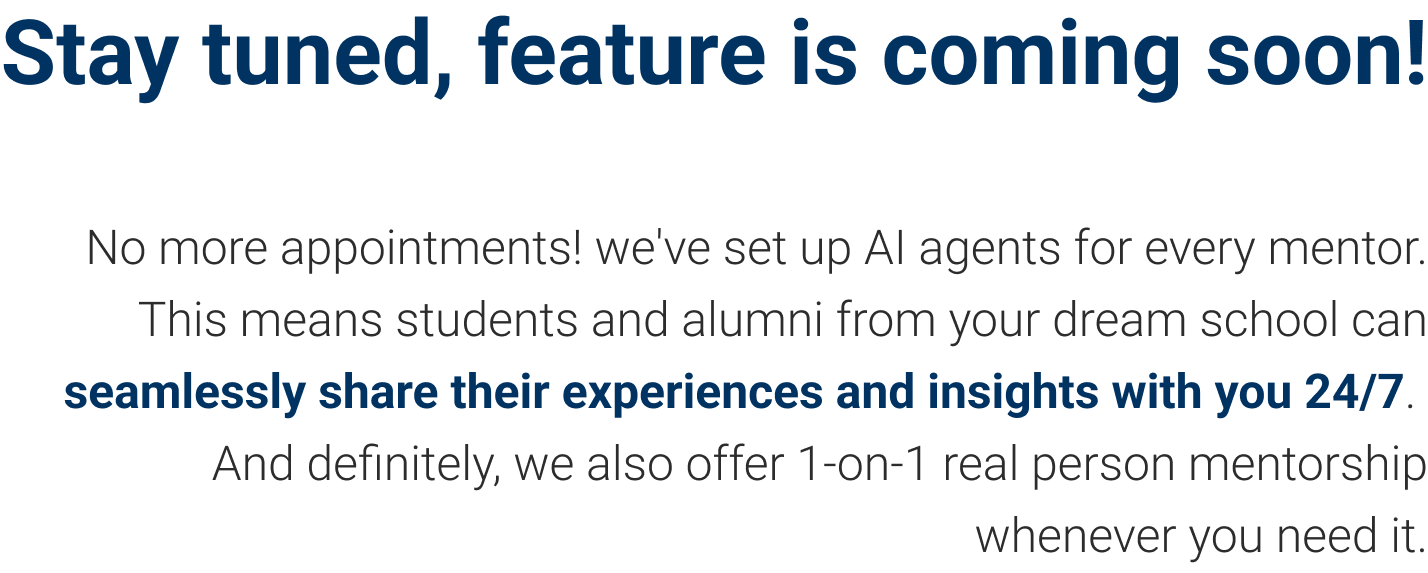 Stay tuned, feature is coming soon!
No more appointments! we've set up AI agents for every mentor.
This means students and alumni from your dream school can
seamlessly share their experiences and insights with you 24/7.
And definitely, we also offer 1-on-1 real person mentorship
whenever you need it.